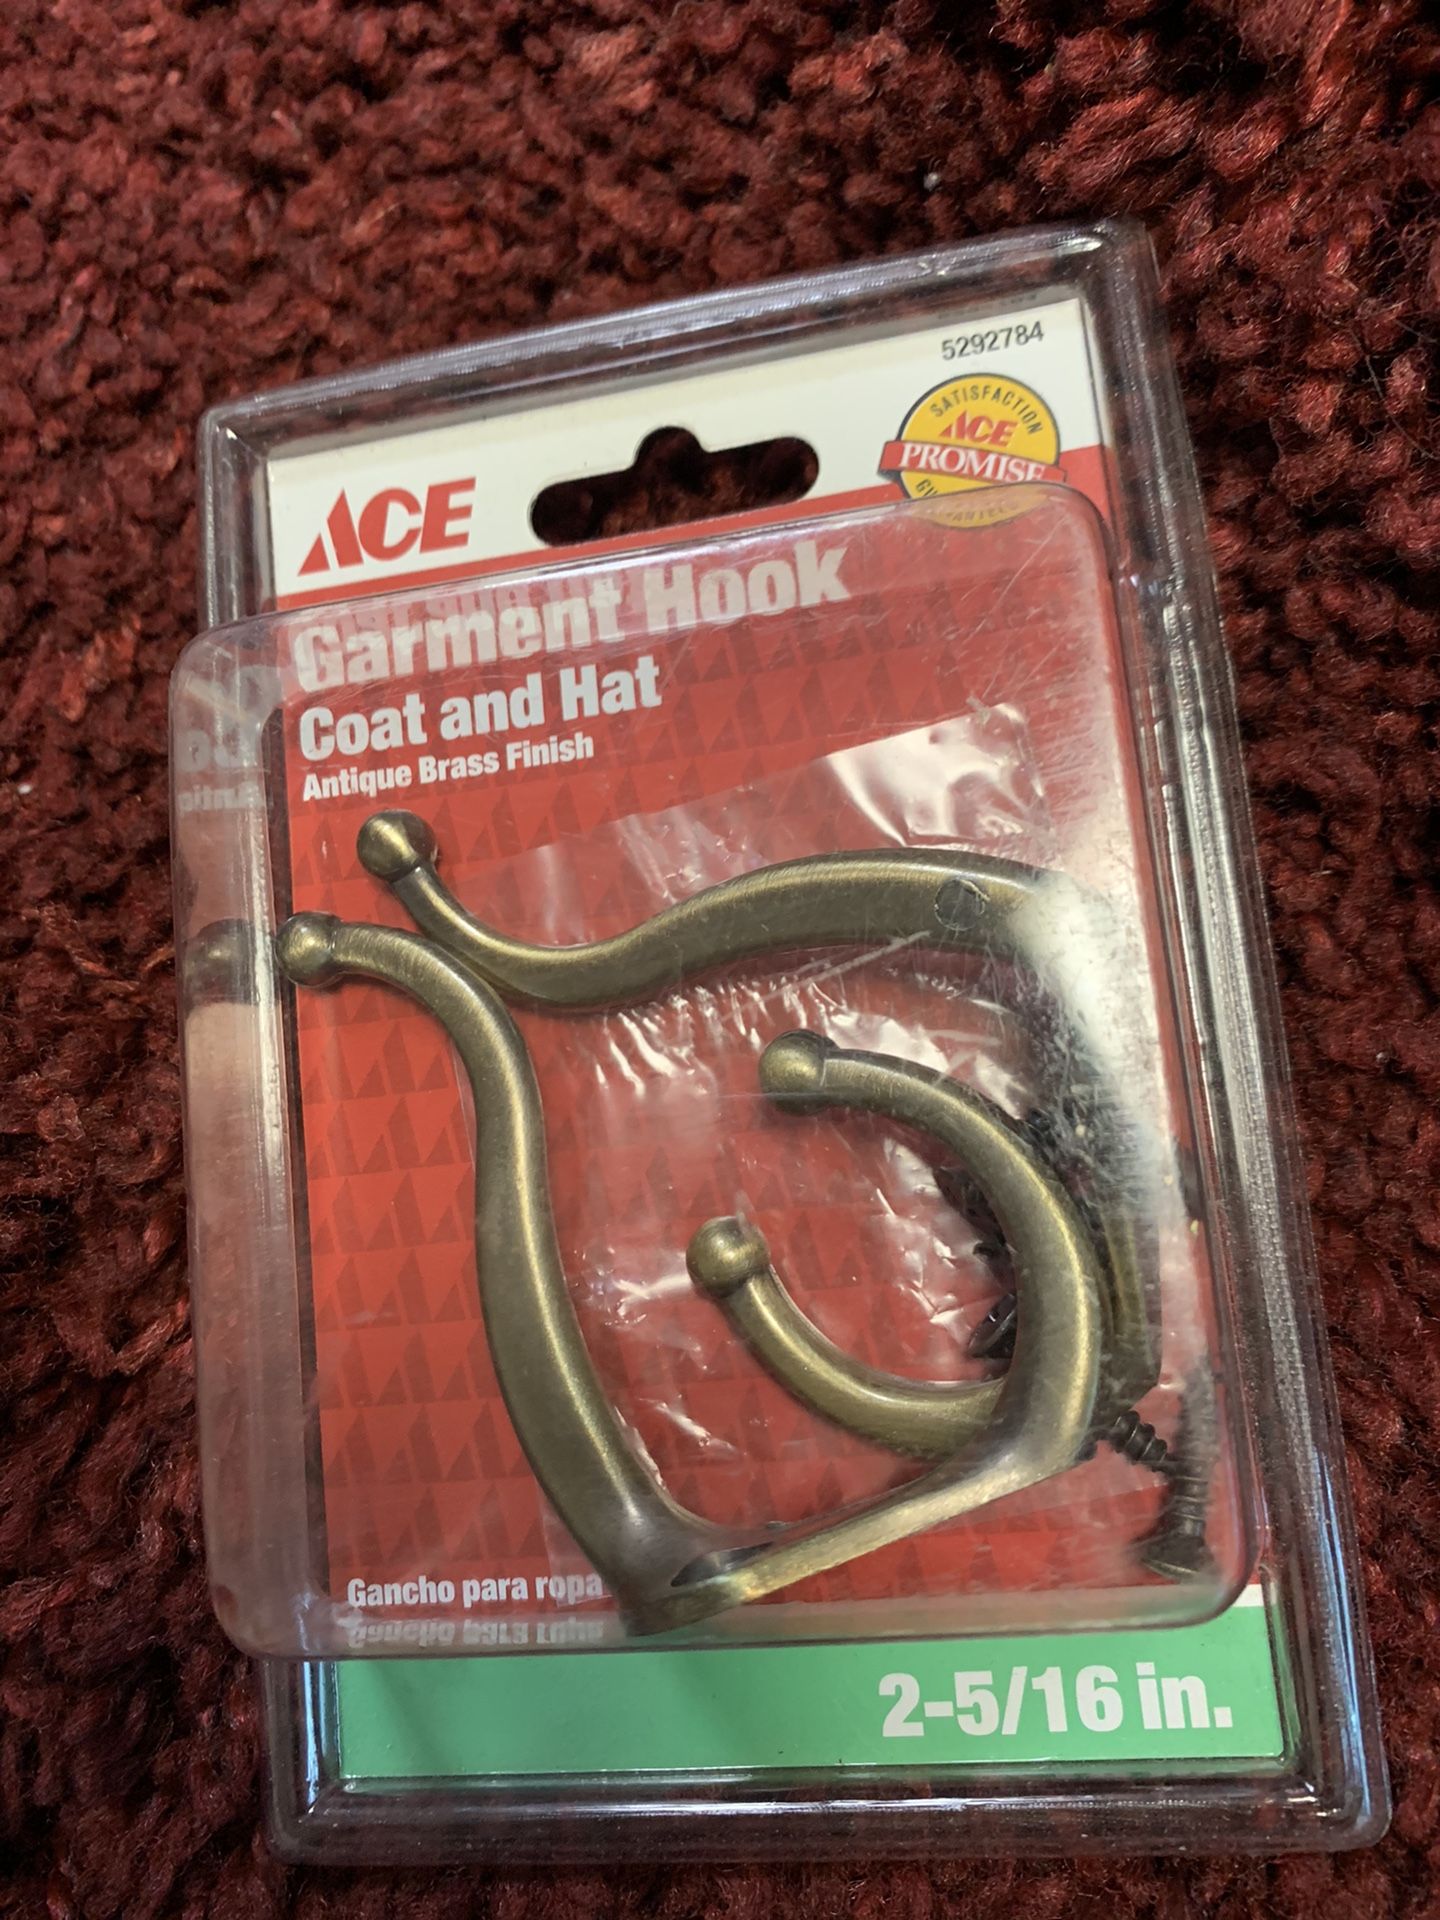 5292784
SATISFACTION
ACE
PROMISE
ACE
Garment Hook
Coat and Hat
Antique Brass Finish
Gancho para ropa
2-5/16 in.